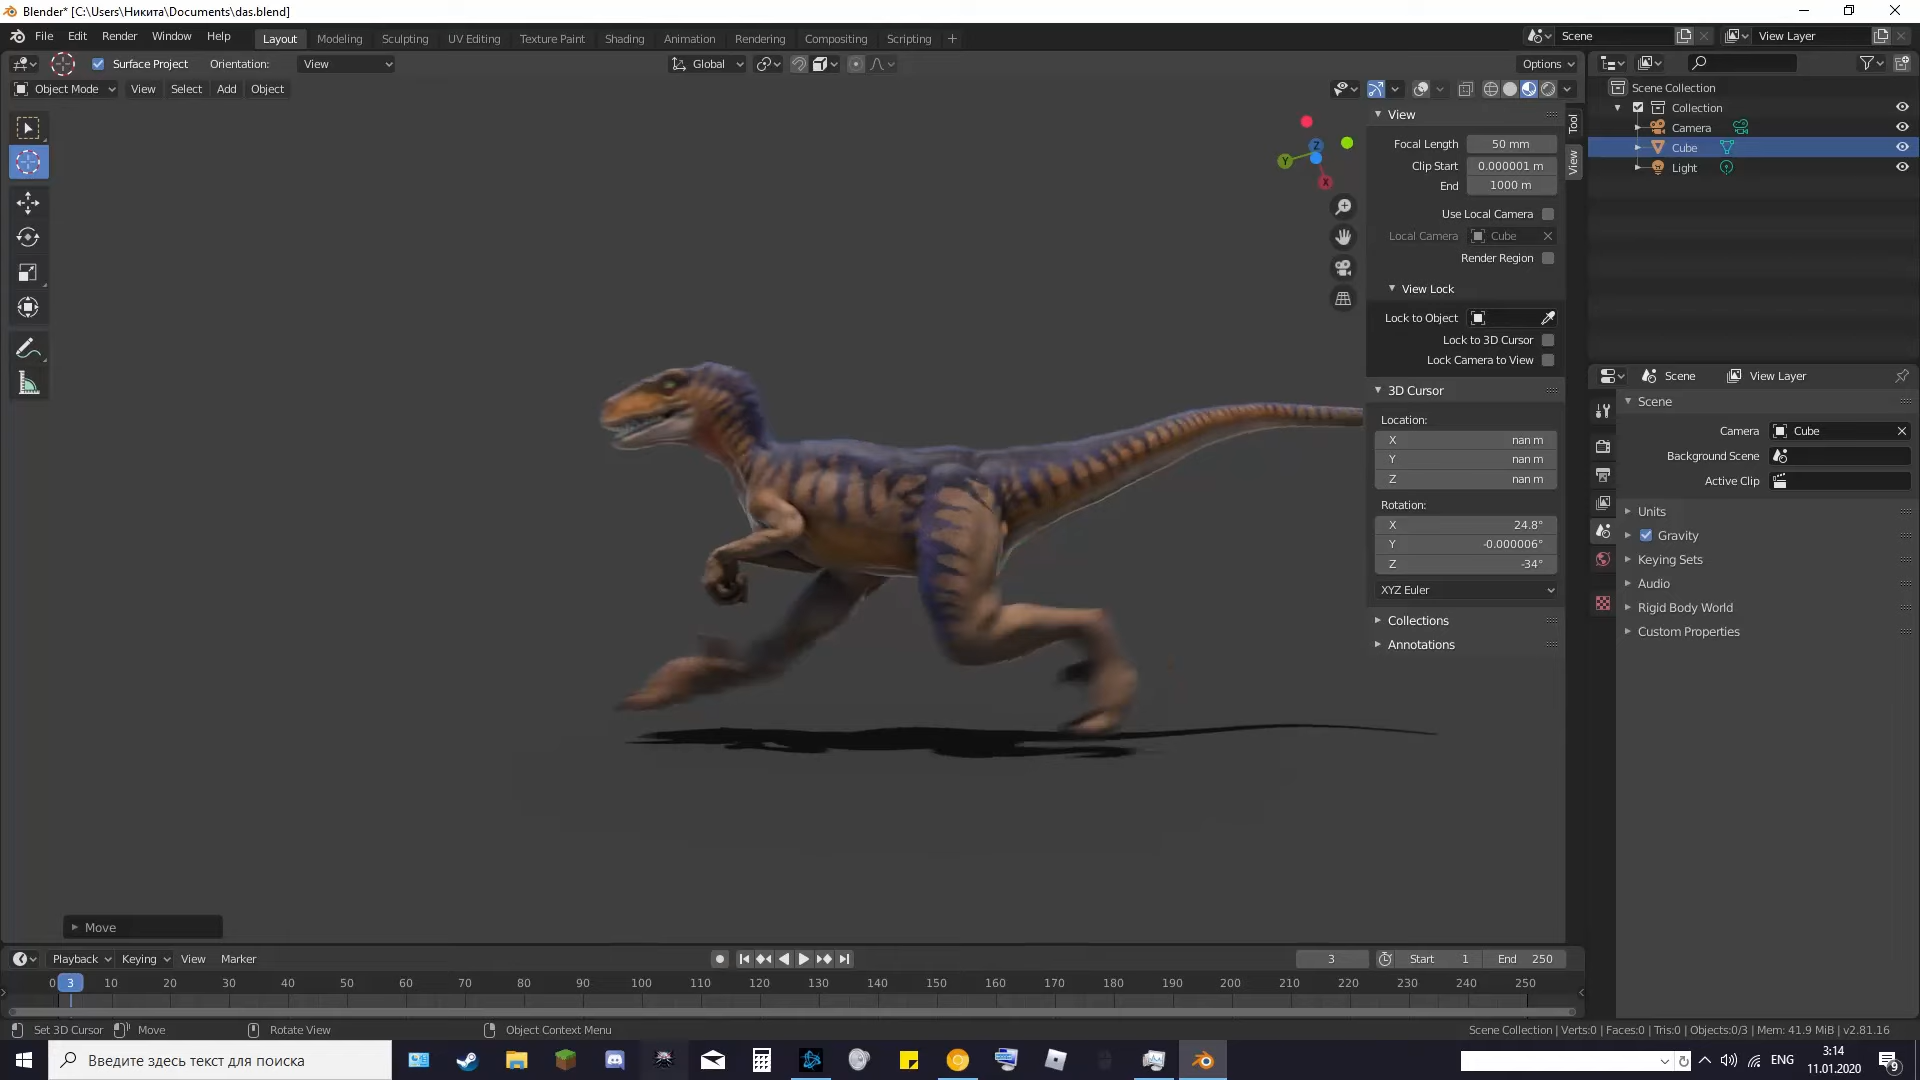 Blender* [C:\Users\Никита\Documents\das.blend]
File Edit Render Window Help
Layout Modeling Sculpting UV Editing Texture Paint Shading Animation Rendering Compositing Scripting +
Scene
View Layer
Surface Project Orientation: View
Global
Options
Object Mode View Select Add Object
View
Focal Length 50 mm
Clip Start 0.000001 m
End 1000 m
Use Local Camera
Local Camera Cube
Render Region
View Lock
Lock to Object
Lock to 3D Cursor
Lock Camera to View
3D Cursor
Location:
X nan m
Y nan m
Z nan m
Rotation:
X 24.8°
Y -0.000006°
Z -34°
XYZ Euler
Collections
Annotations
Tool
View
Z
Y
X
Scene Collection
Collection
Camera
Cube
Light
Scene View Layer
Scene
Camera Cube
Background Scene
Active Clip
Units
Gravity
Keying Sets
Audio
Rigid Body World
Custom Properties
Move
Playback Keying View Marker
3 Start 1 End 250
0 3 10 20 30 40 50 60 70 80 90 100 110 120 130 140 150 160 170 180 190 200 210 220 230 240 250
Set 3D Cursor Move Rotate View Object Context Menu
Scene Collection | Verts:0 | Faces:0 | Tris:0 | Objects:0/3 | Mem: 41.9 MiB | v2.81.16
Введите здесь текст для поиска
ENG
3:14
11.01.2020
9